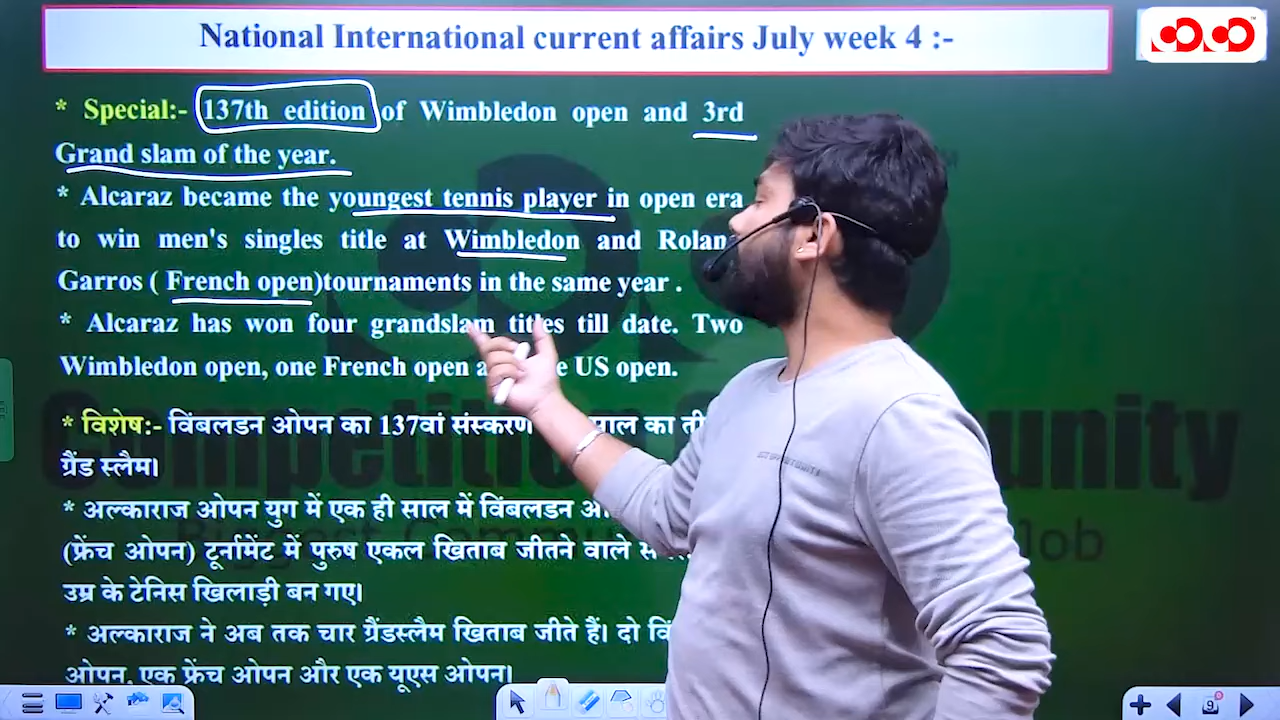 National International current affairs July week 4 :-
* Special:- 137th edition of Wimbledon open and 3rd
Grand slam of the year.
* Alcaraz became the youngest tennis player in open era
to win men's singles title at Wimbledon and
Garros ( French open)tournaments in the same year .
* Alcaraz has won four grandslam titles till date. Two
Wimbledon open, one French open US open.
* विशेष:- विंबलडन ओपन का 137वां संस्करण साल का
ग्रैंड स्लैम।
* अल्काराज ओपन युग में एक ही साल में विंबलडन
(फ्रेंच ओपन) टूर्नामेंट में पुरुष एकल खिताब जीतने वाले
उम्र के टेनिस खिलाड़ी बन गए।
* अल्काराज ने अब तक चार ग्रैंडस्लैम खिताब जीते हैं। दो
ओपन, एक फ्रेंच ओपन और एक यूएस ओपन।
9